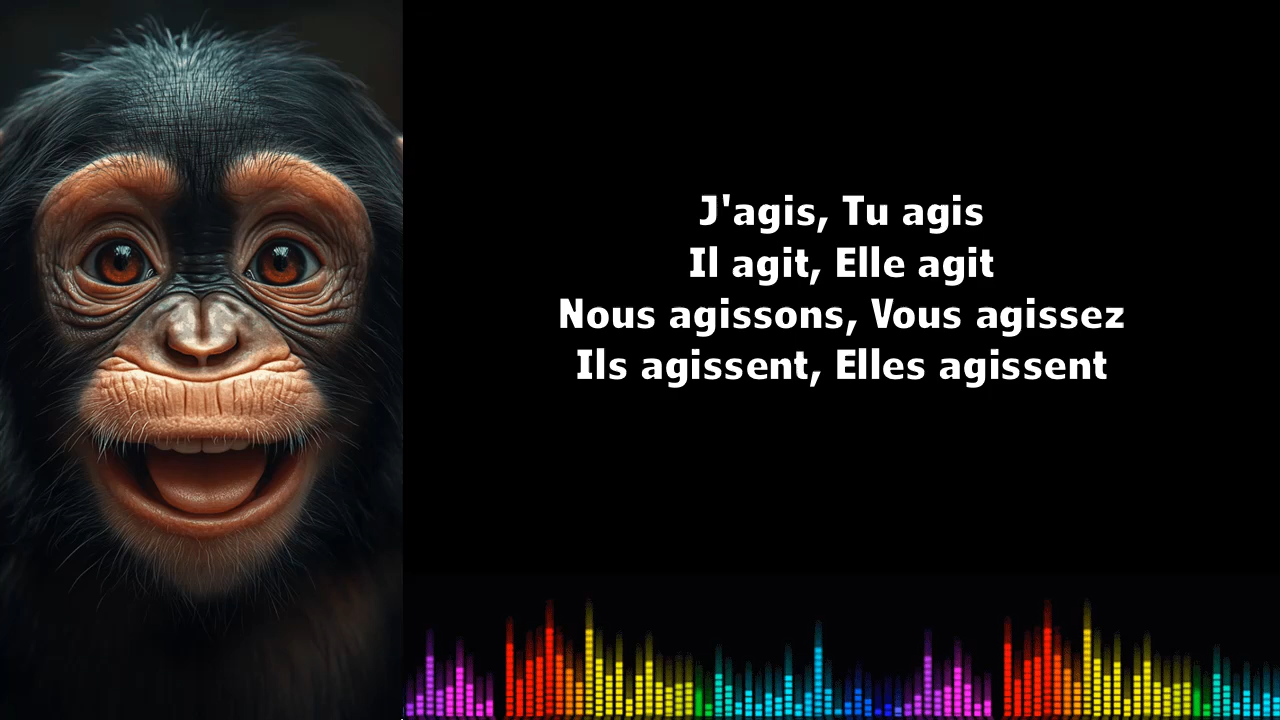 J'agis, Tu agis
Il agit, Elle agit
Nous agissons, Vous agissez
Ils agissent, Elles agissent